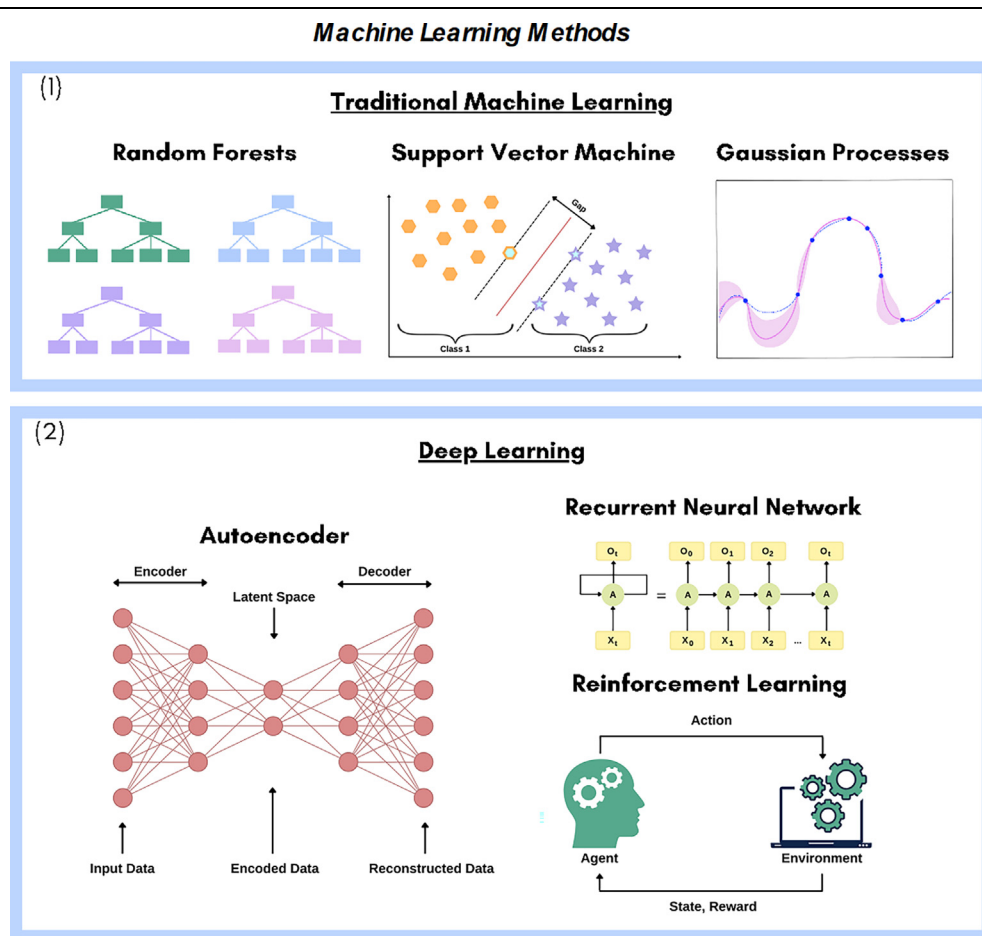 Machine Learning Methods
(1)
Traditional Machine Learning
Random Forests
Support Vector Machine
Gaussian Processes
Gap
Class 1
Class 2
(2)
Deep Learning
Autoencoder
Encoder
Decoder
Latent Space
Input Data
Encoded Data
Reconstructed Data
Recurrent Neural Network
Oₜ O₀ O₁ O₂ Oₜ
A = A A A A
Xₜ X₀ X₁ X₂ ... Xₜ
Reinforcement Learning
Action
Agent
Environment
State, Reward